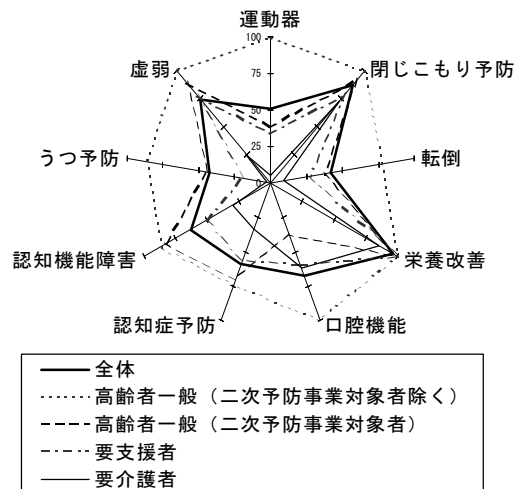 運動器
100
虚弱
閉じこもり予防
75
50
25
うつ予防
転倒
0
認知機能障害
栄養改善
認知症予防
口腔機能
全体
高齢者一般（二次予防事業対象者除く）
高齢者一般（二次予防事業対象者）
要支援者
要介護者